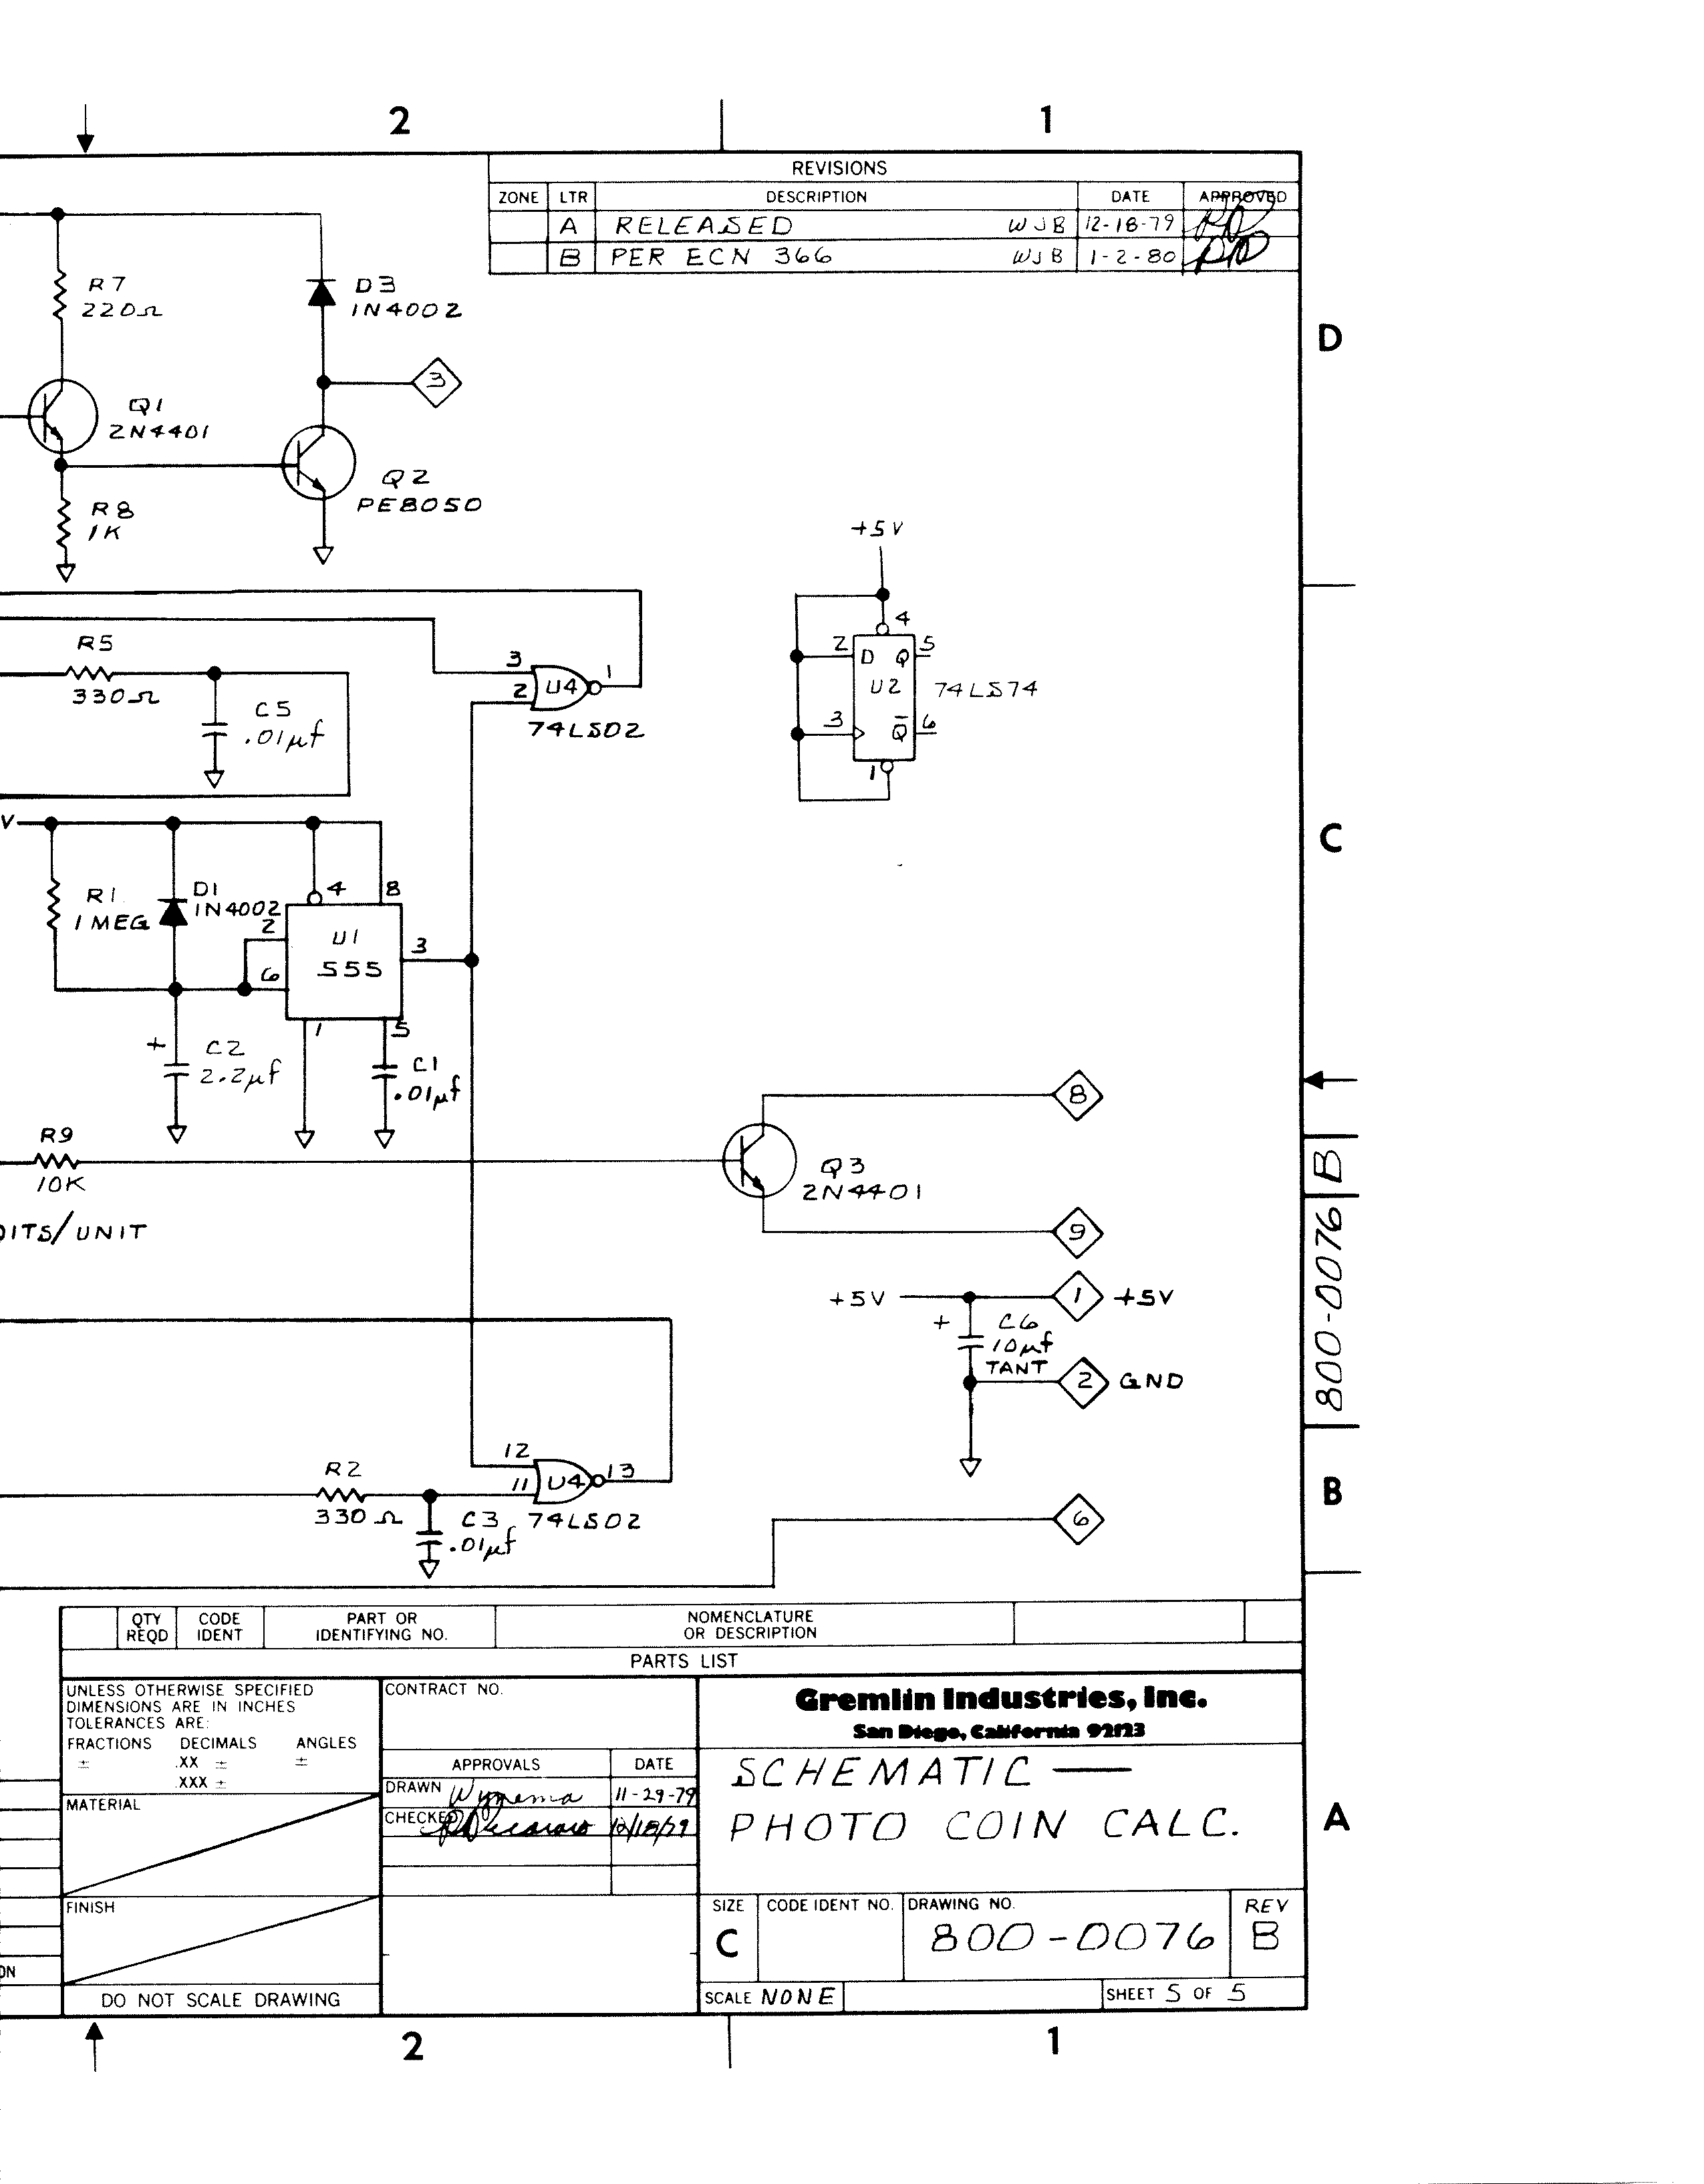 2 1
REVISIONS
ZONE LTR DESCRIPTION DATE APPROVED
A RELEASED WJB 12-18-79
B PER ECN 366 WJB 1-2-80
R7
220Ω
D3
1N4002
3
D
Q1
2N4401
Q2
PE8050
R8
1K
+5V
4
2 D Q 5
U2 74LS74
3 Q̅ 6
1
R5
330Ω
C5
.01µf
3
2 U4 1
74LS02
V
R1
1 MEG
D1
1N4002
4 8
2
6
U1
555
3
1 5
C2
+
2.2µf
C1
.01µf
C
8
R9
10K
Q3
2N4401
9
DITS/UNIT
+5V 1 +5V
+ C6
10µf
TANT
2 GND
800-0076 B
12
11 U4 13
74LS02
R2
330Ω
C3
.01µf
6
B
QTY REQD
CODE IDENT
PART OR IDENTIFYING NO.
NOMENCLATURE OR DESCRIPTION
PARTS LIST
UNLESS OTHERWISE SPECIFIED
DIMENSIONS ARE IN INCHES
TOLERANCES ARE:
FRACTIONS DECIMALS ANGLES
± .XX ± ±
.XXX ±
MATERIAL
FINISH
DO NOT SCALE DRAWING
ON
CONTRACT NO.
APPROVALS DATE
DRAWN Wynema 11-29-79
CHECKED 12/18/79
Gremlin Industries, Inc.
San Diego, California 92123
SCHEMATIC —
PHOTO COIN CALC.
A
SIZE CODE IDENT NO. DRAWING NO. REV
C 800-0076 B
SCALE NONE SHEET 5 OF 5
2 1